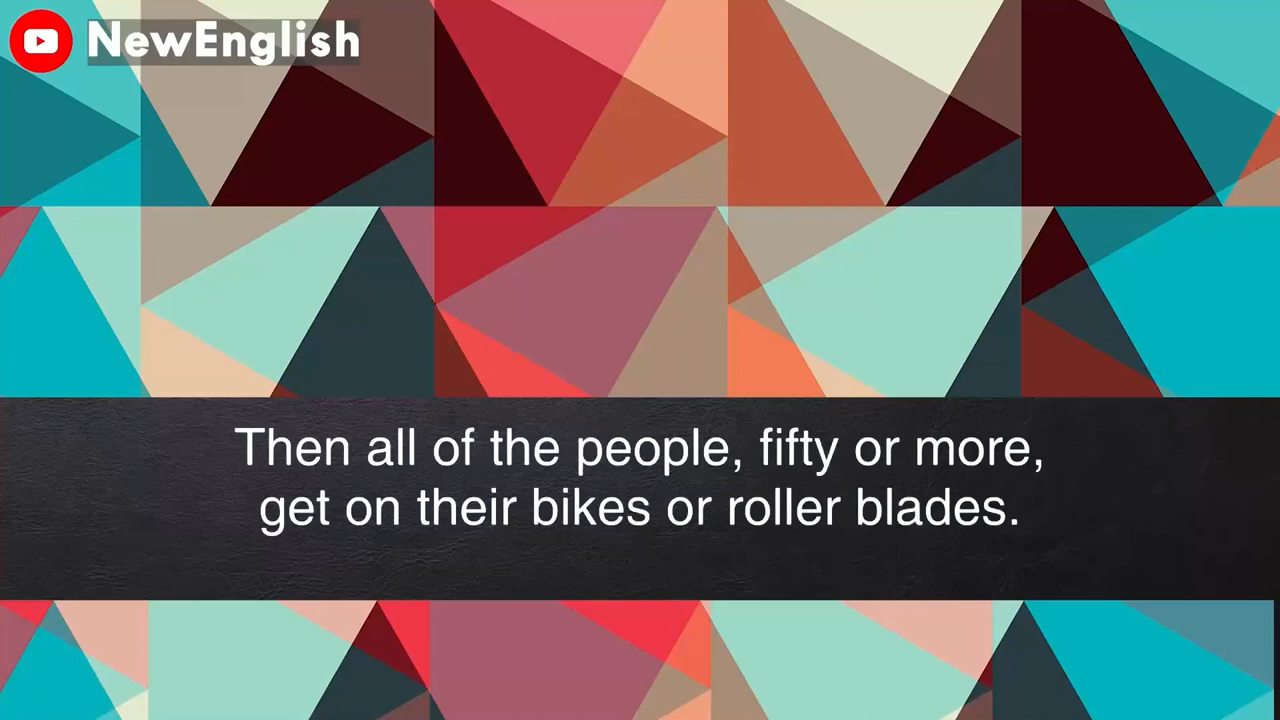 NewEnglish
Then all of the people, fifty or more,
get on their bikes or roller blades.